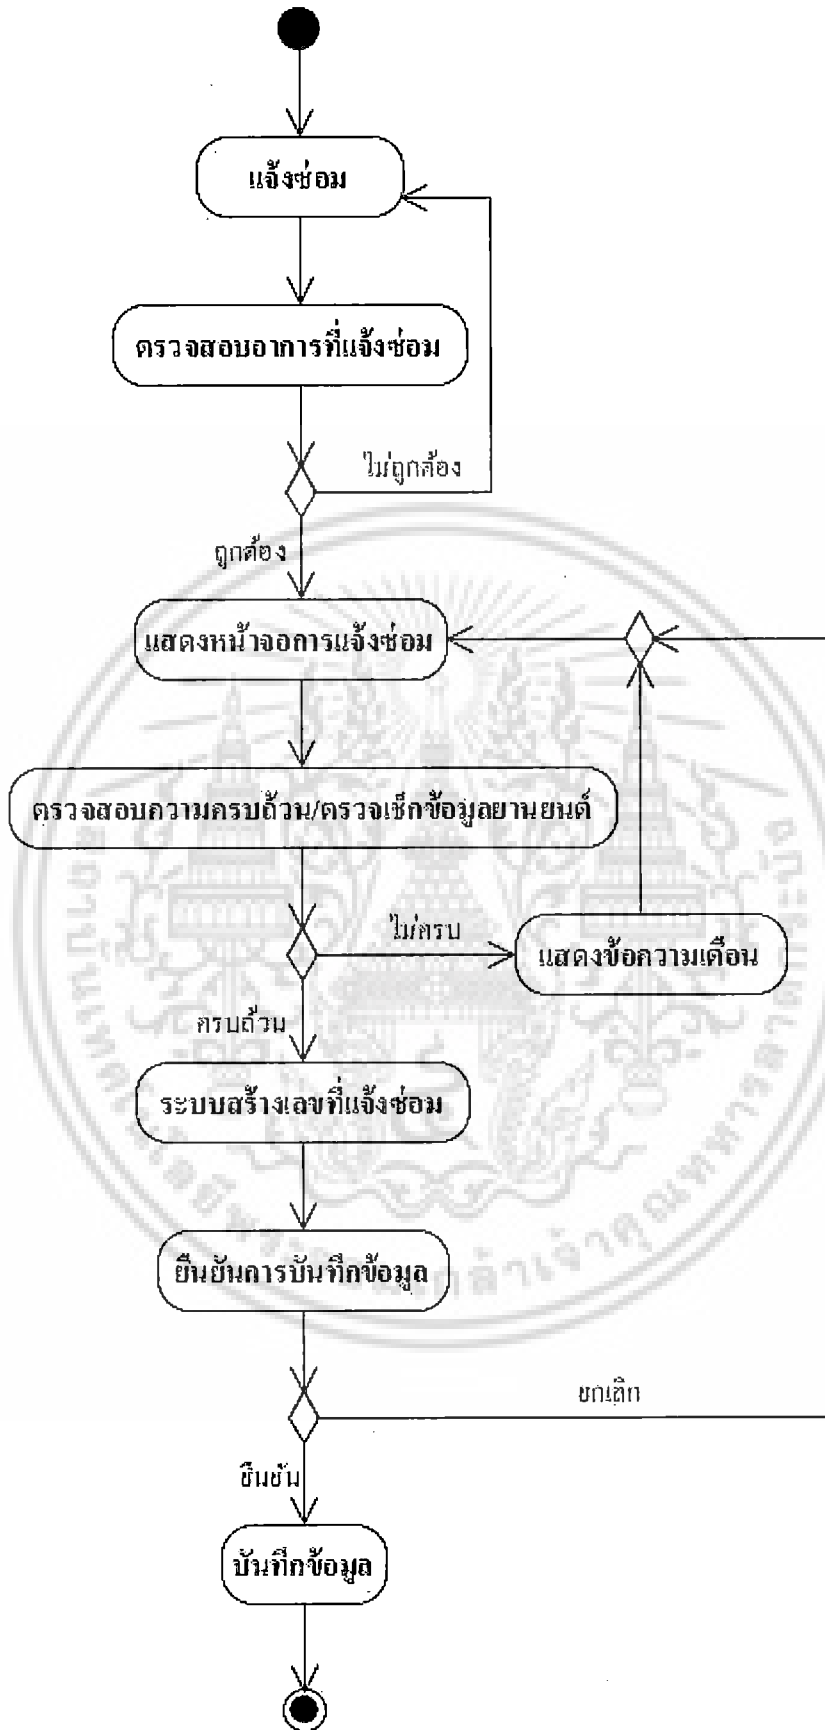 แจ้งซ่อม
ตรวจสอบอาการที่แจ้งซ่อม
ไม่ถูกต้อง
ถูกต้อง
แสดงหน้าจอการแจ้งซ่อม
ตรวจสอบความครบถ้วน/ตรวจเช็กข้อมูลยานยนต์
ไม่ครบ
แสดงข้อความเตือน
ครบถ้วน
ระบบสร้างเลขที่แจ้งซ่อม
ยืนยันการบันทึกข้อมูล
ยกเลิก
ยืนยัน
บันทึกข้อมูล